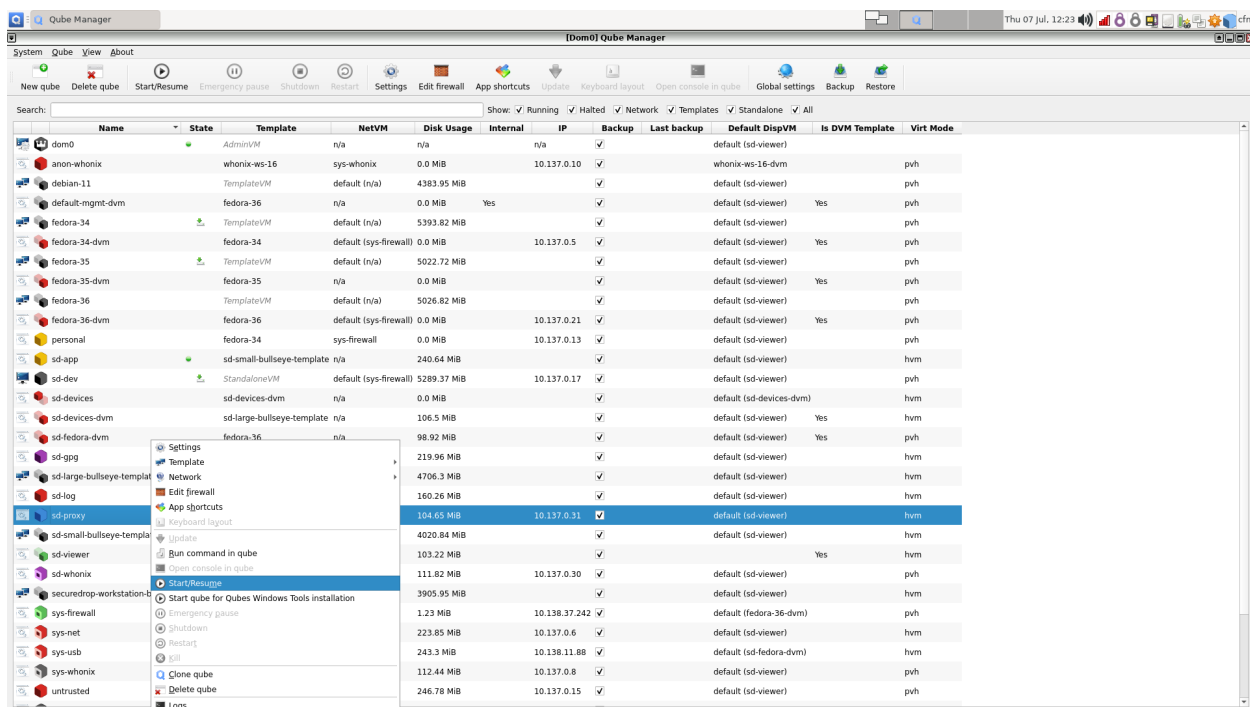 Qube Manager
Thu 07 Jul, 12:23
[Dom0] Qube Manager
System Qube View About
New qube Delete qube Start/Resume Emergency pause Shutdown Restart Settings Edit firewall App shortcuts Update Keyboard layout Open console in qube Global settings Backup Restore
Search: Show: Running Halted Network Templates Standalone All
Name State Template NetVM Disk Usage Internal IP Backup Last backup Default DispVM Is DVM Template Virt Mode
dom0 AdminVM n/a n/a n/a default (sd-viewer)
anon-whonix whonix-ws-16 sys-whonix 0.0 MiB 10.137.0.10 whonix-ws-16-dvm pvh
debian-11 TemplateVM default (n/a) 4383.95 MiB default (sd-viewer) pvh
default-mgmt-dvm fedora-36 n/a 0.0 MiB Yes default (sd-viewer) Yes pvh
fedora-34 TemplateVM default (n/a) 5393.82 MiB default (sd-viewer) pvh
fedora-34-dvm fedora-34 default (sys-firewall) 0.0 MiB 10.137.0.5 default (sd-viewer) Yes pvh
fedora-35 TemplateVM default (n/a) 5022.72 MiB default (sd-viewer) pvh
fedora-35-dvm fedora-35 n/a 0.0 MiB default (sd-viewer) Yes pvh
fedora-36 TemplateVM default (n/a) 5026.82 MiB default (sd-viewer) pvh
fedora-36-dvm fedora-36 default (sys-firewall) 0.0 MiB 10.137.0.21 default (sd-viewer) Yes pvh
personal fedora-34 sys-firewall 0.0 MiB 10.137.0.13 default (sd-viewer) pvh
sd-app sd-small-bullseye-template n/a 240.64 MiB default (sd-viewer) hvm
sd-dev StandaloneVM default (sys-firewall) 5289.37 MiB 10.137.0.17 default (sd-viewer) pvh
sd-devices sd-devices-dvm n/a 0.0 MiB default (sd-devices-dvm) hvm
sd-devices-dvm sd-large-bullseye-template n/a 106.5 MiB default (sd-viewer) Yes hvm
sd-fedora-dvm fedora-36 n/a 98.92 MiB default (sd-viewer) Yes pvh
sd-gpg 219.96 MiB default (sd-viewer) hvm
sd-large-bullseye-templat 4706.3 MiB default (sd-viewer) hvm
sd-log 160.26 MiB default (sd-viewer) hvm
sd-proxy 104.65 MiB 10.137.0.31 default (sd-viewer) hvm
sd-small-bullseye-templa 4020.84 MiB default (sd-viewer) hvm
sd-viewer 103.22 MiB Yes hvm
sd-whonix 111.82 MiB 10.137.0.30 default (sd-viewer) hvm
securedrop-workstation-b 3905.95 MiB default (sd-viewer) hvm
sys-firewall 1.23 MiB 10.138.37.242 default (fedora-36-dvm) pvh
sys-net 223.85 MiB 10.137.0.6 default (sd-viewer) hvm
sys-usb 243.3 MiB 10.138.11.88 default (sd-fedora-dvm) hvm
sys-whonix 112.44 MiB 10.137.0.8 default (sd-viewer) pvh
untrusted 246.78 MiB 10.137.0.15 default (sd-viewer) pvh
Settings
Template
Network
Edit firewall
App shortcuts
Keyboard layout
Update
Run command in qube
Open console in qube
Start/Resume
Start qube for Qubes Windows Tools installation
Emergency pause
Shutdown
Restart
Kill
Clone qube
Delete qube
Logs